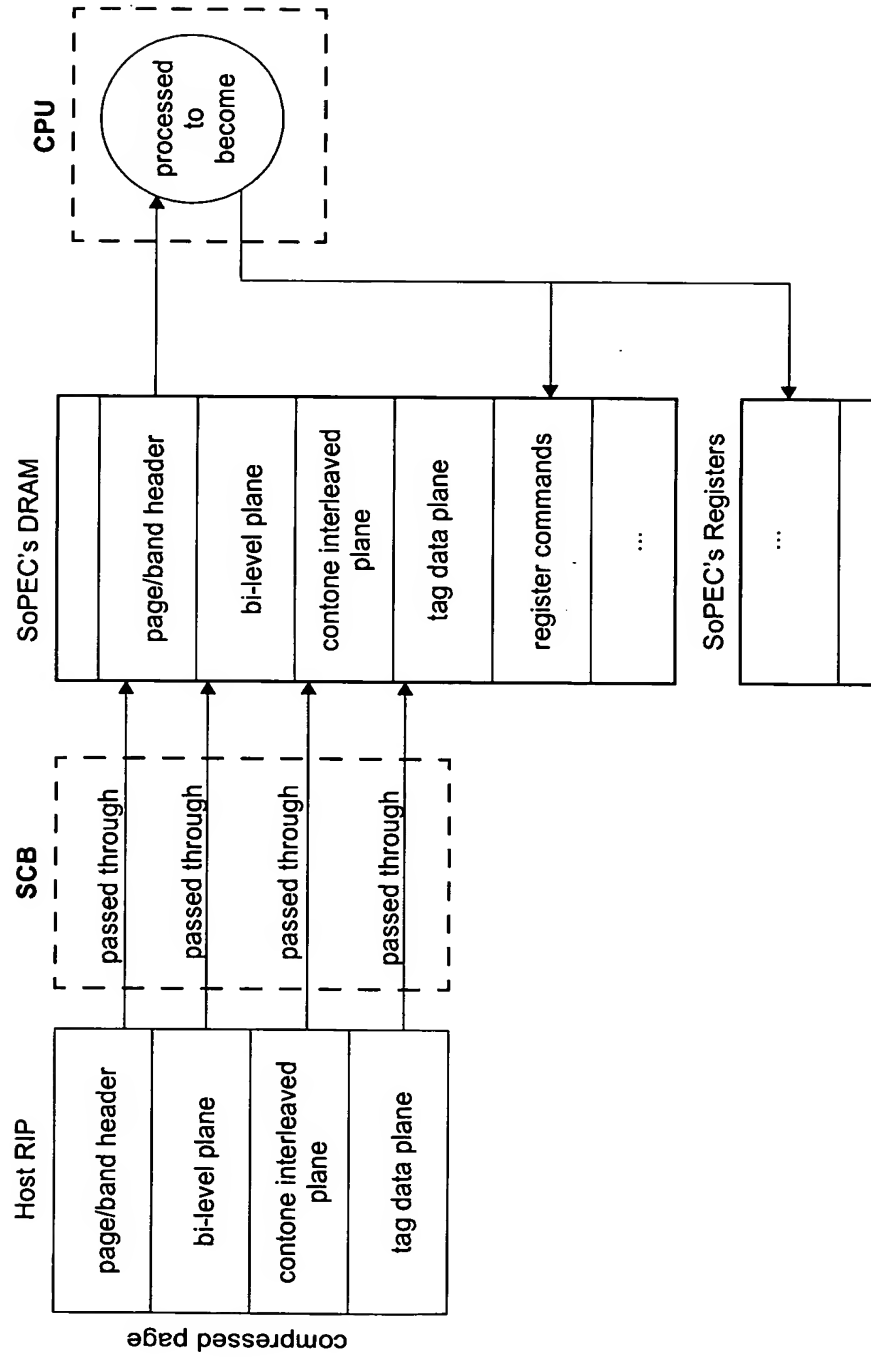 Host RIP
compressed page
page/band header
bi-level plane
contone interleaved
plane
tag data plane
SCB
passed through
passed through
passed through
passed through
SoPEC's DRAM
page/band header
bi-level plane
contone interleaved
plane
tag data plane
register commands
...
CPU
processed
to
become
SoPEC's Registers
...